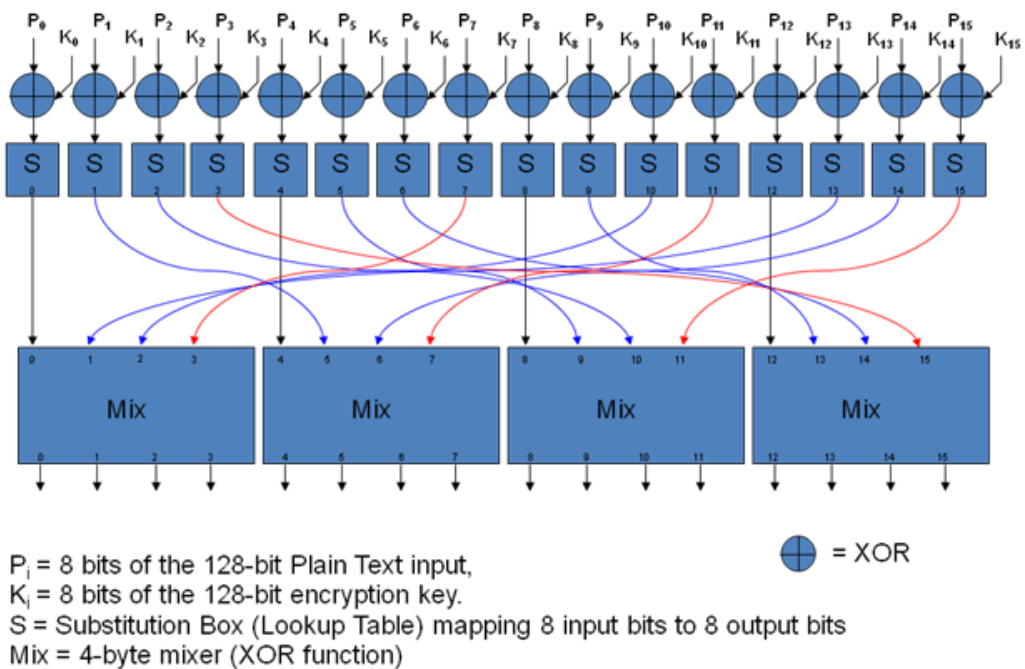 P₀ P₁ P₂ P₃ P₄ P₅ P₆ P₇ P₈ P₉ P₁₀ P₁₁ P₁₂ P₁₃ P₁₄ P₁₅
K₀ K₁ K₂ K₃ K₄ K₅ K₆ K₇ K₈ K₉ K₁₀ K₁₁ K₁₂ K₁₃ K₁₄ K₁₅
S S S S S S S S S S S S S S S S
0 1 2 3 4 5 6 7 8 9 10 11 12 13 14 15
0 1 2 3 4 5 6 7 8 9 10 11 12 13 14 15
Mix Mix Mix Mix
0 1 2 3 4 5 6 7 8 9 10 11 12 13 14 15
Pᵢ = 8 bits of the 128-bit Plain Text input,
= XOR
Kᵢ = 8 bits of the 128-bit encryption key.
S = Substitution Box (Lookup Table) mapping 8 input bits to 8 output bits
Mix = 4-byte mixer (XOR function)